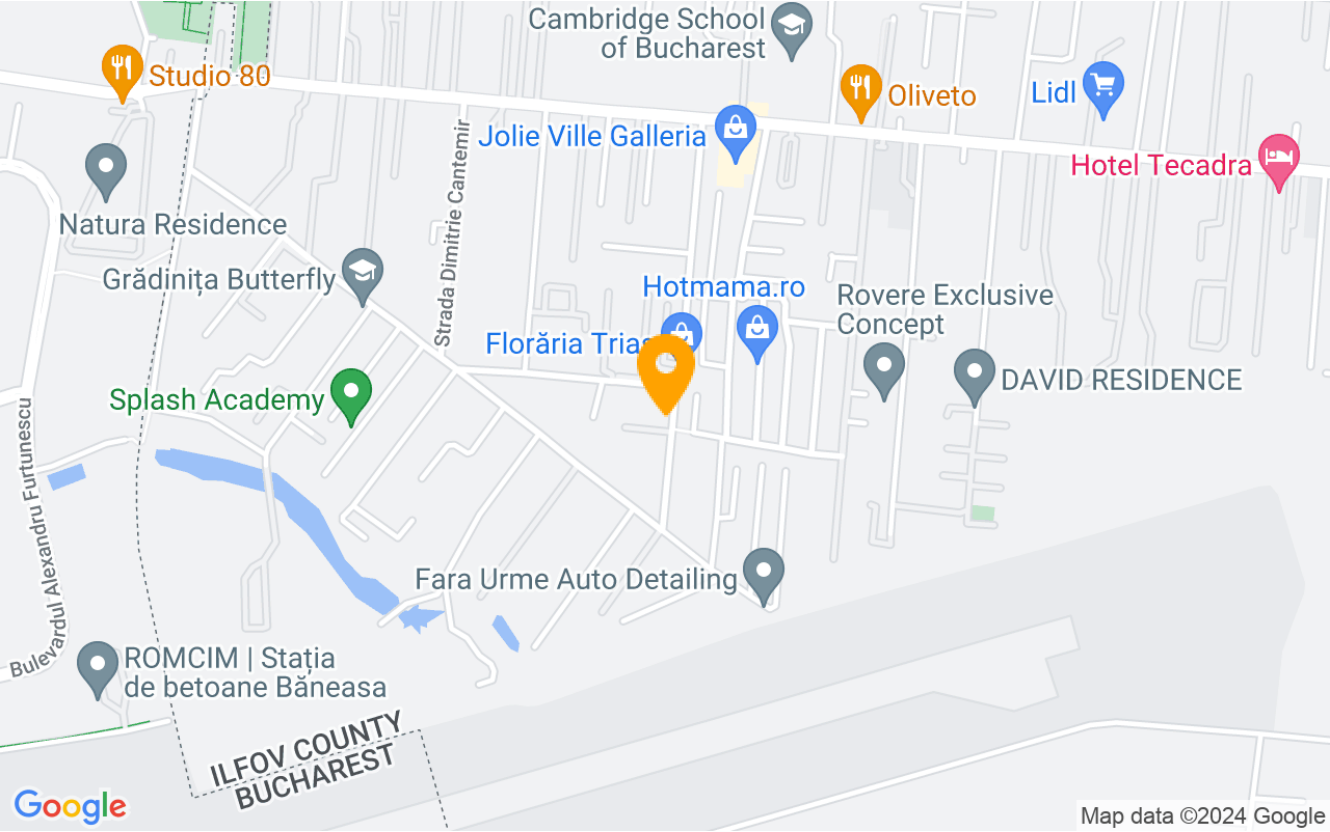 Cambridge School
of Bucharest
Studio 80
Oliveto
Lidl
Jolie Ville Galleria
Hotel Tecadra
Strada Dimitrie Cantemir
Natura Residence
Grădinița Butterfly
Hotmama.ro
Rovere Exclusive
Concept
Florăria Trias
DAVID RESIDENCE
Splash Academy
Bulevardul Alexandru Furtunescu
Fara Urme Auto Detailing
ROMCIM | Stația
de betoane Băneasa
ILFOV COUNTY
BUCHAREST
Google
Map data ©2024 Google